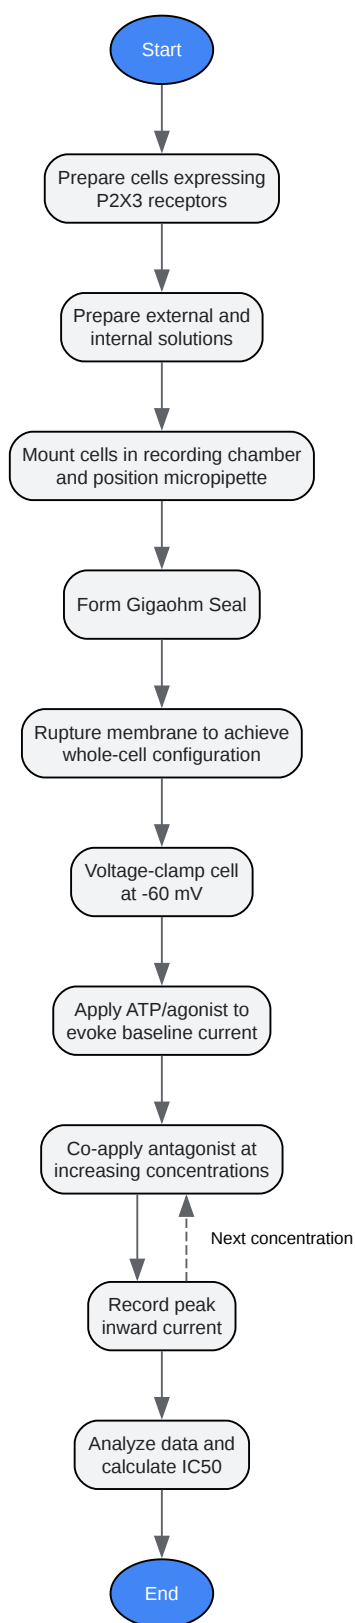 Start
Prepare cells expressing
P2X3 receptors
Prepare external and
internal solutions
Mount cells in recording chamber
and position micropipette
Form Gigaohm Seal
Rupture membrane to achieve
whole-cell configuration
Voltage-clamp cell
at -60 mV
Apply ATP/agonist to
evoke baseline current
Co-apply antagonist at
increasing concentrations
Next concentration
Record peak
inward current
Analyze data and
calculate IC50
End